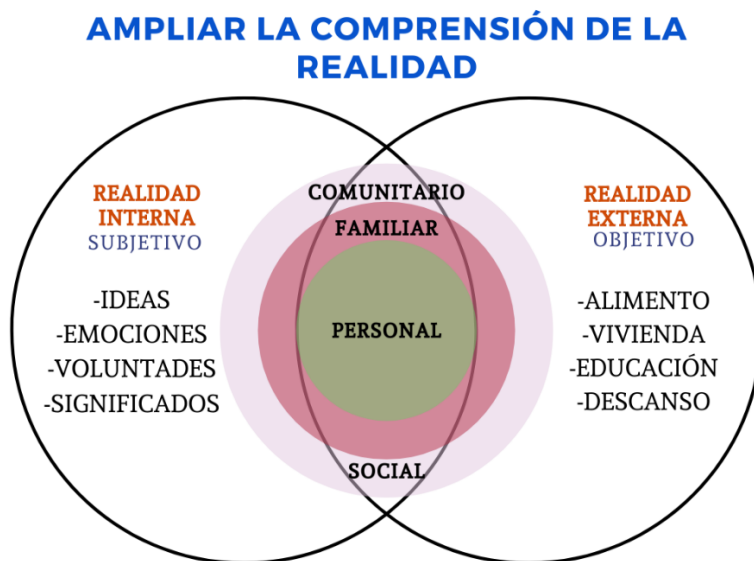 AMPLIAR LA COMPRENSIÓN DE LA
REALIDAD
REALIDAD
INTERNA
SUBJETIVO
-IDEAS
-EMOCIONES
-VOLUNTADES
-SIGNIFICADOS
COMUNITARIO
FAMILIAR
PERSONAL
SOCIAL
REALIDAD
EXTERNA
OBJETIVO
-ALIMENTO
-VIVIENDA
-EDUCACIÓN
-DESCANSO